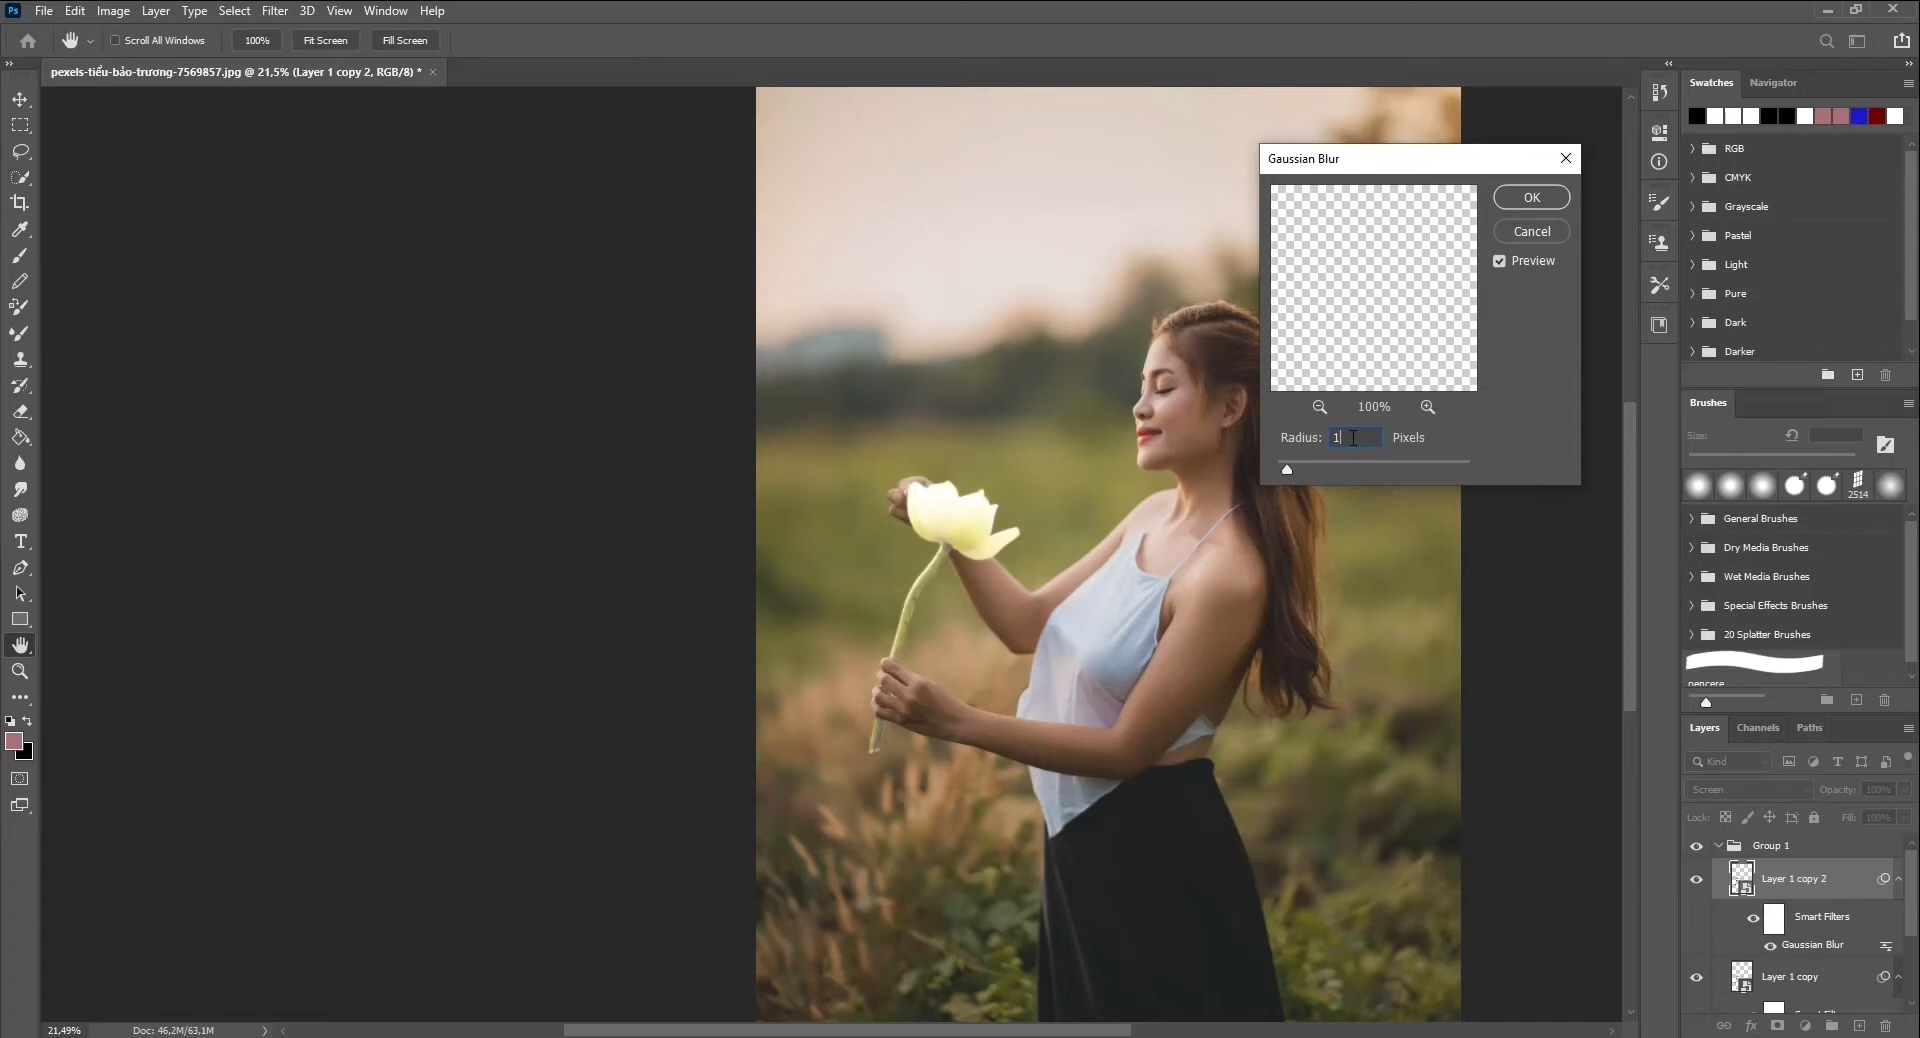 Ps File Edit Image Layer Type Select Filter 3D View Window Help
Scroll All Windows 100% Fit Screen Fill Screen
pexels-tiểu-bảo-trương-7569857.jpg @ 21,5% (Layer 1 copy 2, RGB/8) *
Swatches Navigator
RGB
CMYK
Grayscale
Pastel
Light
Pure
Dark
Darker
Gaussian Blur
OK
Cancel
Preview
100%
Radius: 1 Pixels
Brushes
Size:
2514
General Brushes
Dry Media Brushes
Wet Media Brushes
Special Effects Brushes
20 Splatter Brushes
pencere
Layers Channels Paths
Kind
Screen Opacity: 100%
Lock: Fill: 100%
Group 1
Layer 1 copy 2
Smart Filters
Gaussian Blur
Layer 1 copy
21,49% Doc: 46,2M/63,1M